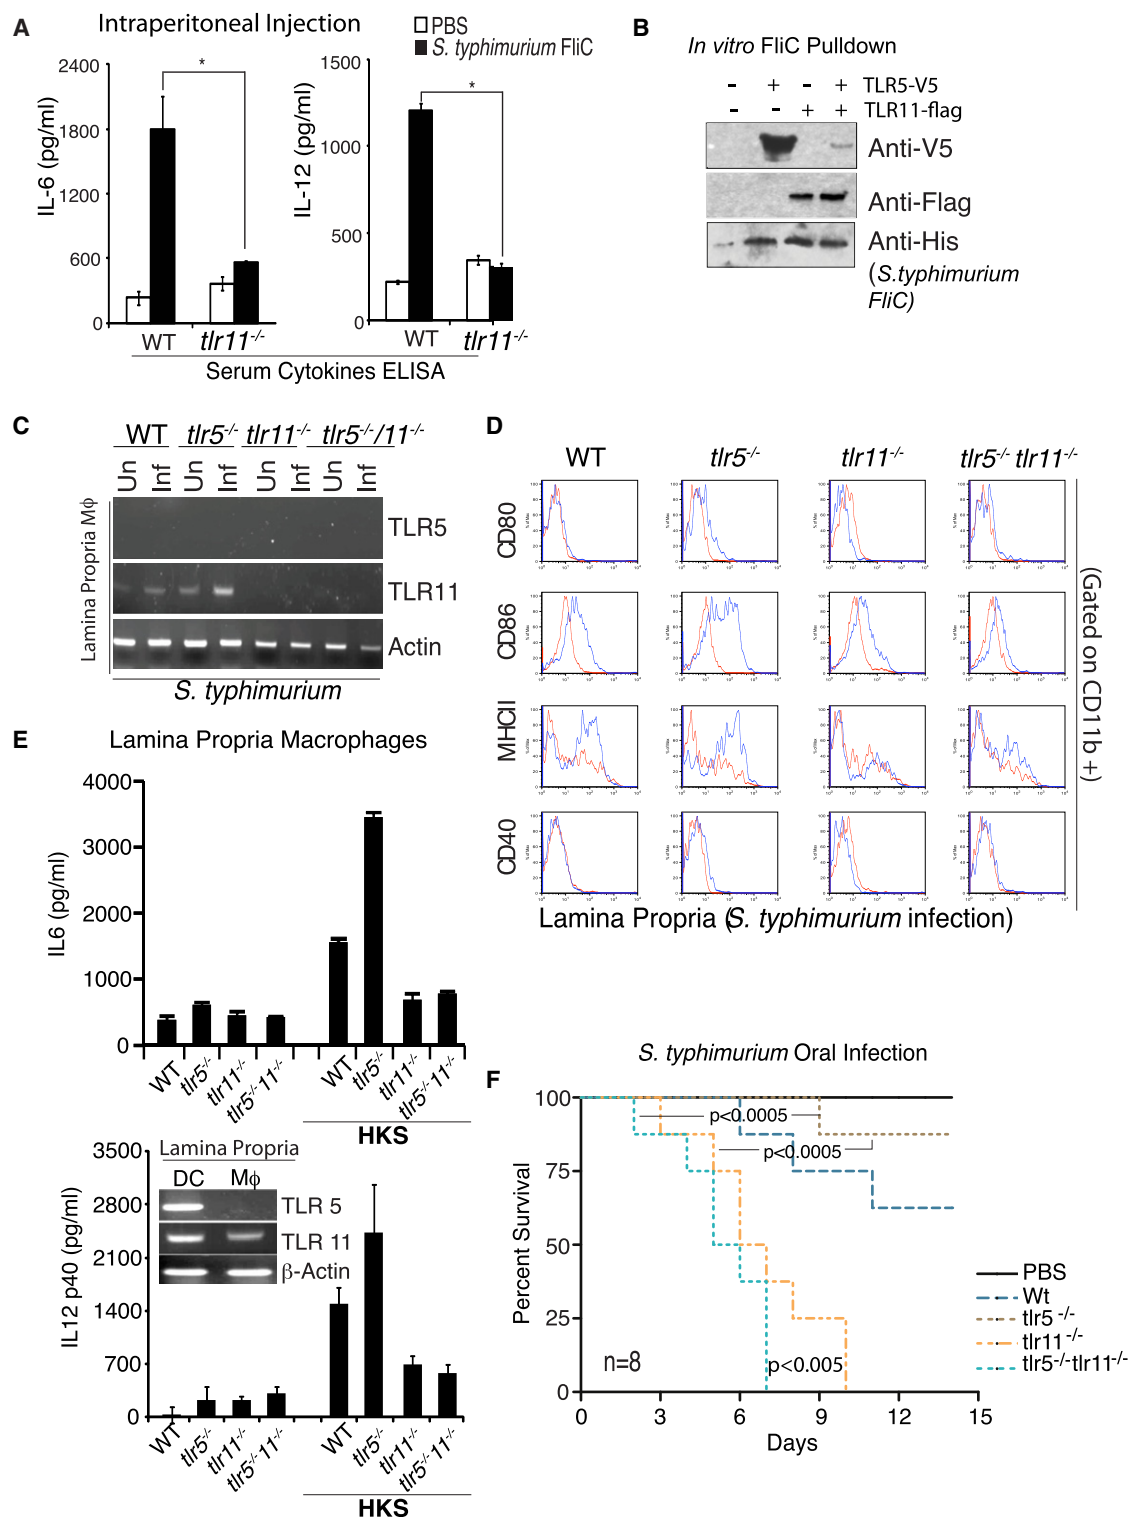 A
Intraperitoneal Injection
PBS
S. typhimurium FliC
2400
1800
1200
600
0
IL-6 (pg/ml)
*
WT
tlr11-/-
1500
1000
500
0
IL-12 (pg/ml)
*
WT
tlr11-/-
Serum Cytokines ELISA
B
In vitro FliC Pulldown
- + - + TLR5-V5
- - + + TLR11-flag
Anti-V5
Anti-Flag
Anti-His
(S.typhimurium
FliC)
C
WT tlr5-/- tlr11-/- tlr5-/-/11-/-
Un Inf Un Inf Un Inf Un Inf
Lamina Propria Mφ
TLR5
TLR11
Actin
S. typhimurium
D
WT tlr5-/- tlr11-/- tlr5-/- tlr11-/-
CD80
CD86
MHCII
CD40
(Gated on CD11b +)
Lamina Propria (S. typhimurium infection)
E
Lamina Propria Macrophages
4000
3000
2000
1000
0
IL6 (pg/ml)
WT tlr5-/- tlr11-/- tlr5-/-11-/- WT tlr5-/- tlr11-/- tlr5-/-11-/-
HKS
3500
2800
2100
1400
700
0
IL12 p40 (pg/ml)
Lamina Propria
DC Mφ
TLR 5
TLR 11
β-Actin
WT tlr5-/- tlr11-/- tlr5-/-11-/- WT tlr5-/- tlr11-/- tlr5-/-11-/-
HKS
F
S. typhimurium Oral Infection
100
75
50
25
0
Percent Survival
p<0.0005
p<0.0005
p<0.005
n=8
PBS
Wt
tlr5 -/-
tlr11 -/-
tlr5-/-tlr11-/-
0 3 6 9 12 15
Days